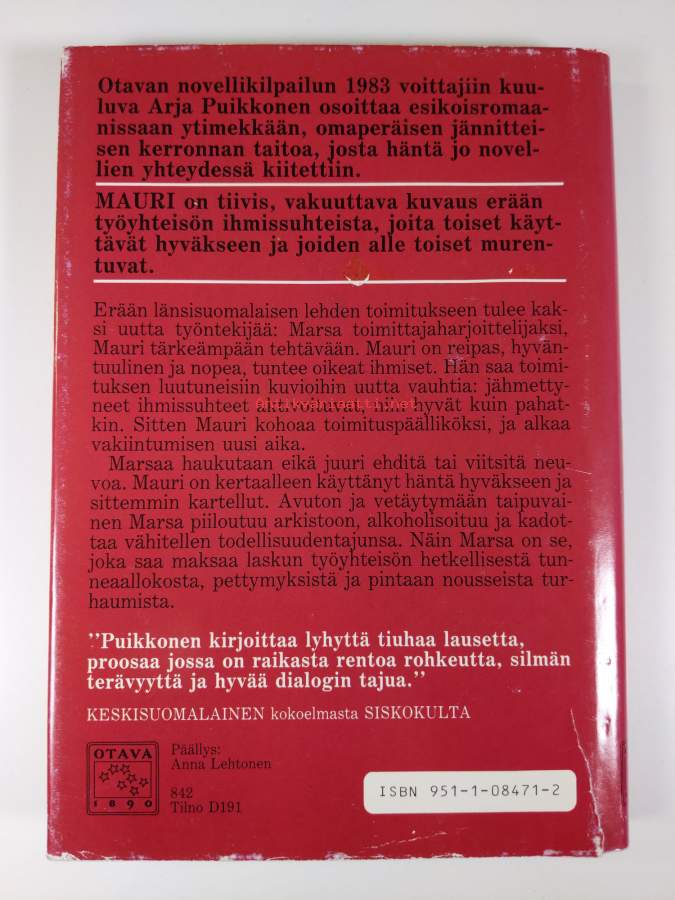 Otavan novellikilpailun 1983 voittajiin kuu-
luva Arja Puikkonen osoittaa esikoisromaa-
nissaan ytimekkään, omaperäisen jännittei-
sen kerronnan taitoa, josta häntä jo novel-
lien yhteydessä kiitettiin.
MAURI on tiivis, vakuuttava kuvaus erään
työyhteisön ihmissuhteista, joita toiset käyt-
tävät hyväkseen ja joiden alle toiset muren-
tuvat.
Erään länsisuomalaisen lehden toimitukseen tulee kak-
si uutta työntekijää: Marsa toimittajaharjoittelijaksi,
Mauri tärkeämpään tehtävään. Mauri on reipas, hyvän-
tuulinen ja nopea, tuntee oikeat ihmiset. Hän saa toimi-
tuksen luutuneisiin kuvioihin uutta vauhtia: jähmetty-
neet ihmissuhteet aktivoituvat, niin hyvät kuin pahat-
kin. Sitten Mauri kohoaa toimituspäälliköksi, ja alkaa
vakiintumisen uusi aika.
Marsaa haukutaan eikä juuri ehditä tai viitsitä neu-
voa. Mauri on kertaalleen käyttänyt häntä hyväkseen ja
sittemmin kartellut. Avuton ja vetäytymään taipuvai-
nen Marsa piiloutuu arkistoon, alkoholisoituu ja kadot-
taa vähitellen todellisuudentajunsa. Näin Marsa on se,
joka saa maksaa laskun työyhteisön hetkellisestä tun-
neaallokosta, pettymyksistä ja pintaan nousseista tur-
haumista.
"Puikkonen kirjoittaa lyhyttä tiuhaa lausetta,
proosaa jossa on raikasta rentoa rohkeutta, silmän
terävyyttä ja hyvää dialogin tajua."
KESKISUOMALAINEN kokoelmasta SISKOKULTA
OTAVA
1890
Päällys:
Anna Lehtonen
842
Tilno D191
ISBN 951-1-08471-2